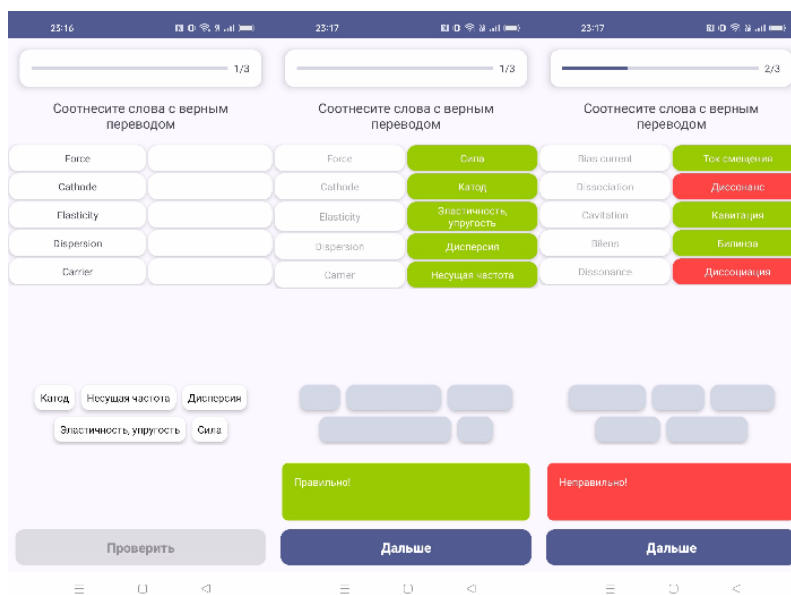 23:16
1/3
Соотнесите слова с верным
переводом
Force
Cathode
Elasticity
Dispersion
Carrier
Катод Несущая частота Дисперсия
Эластичность, упругость Сила
Проверить
23:17
1/3
Соотнесите слова с верным
переводом
Force Сила
Cathode Катод
Elasticity Эластичность,
упругость
Dispersion Дисперсия
Carrier Несущая частота
Правильно!
Дальше
23:17
2/3
Соотнесите слова с верным
переводом
Bias current Ток смещения
Dissociation Диссонанс
Cavitation Кавитация
Bilens Билинза
Dissonance Диссоциация
Неправильно!
Дальше